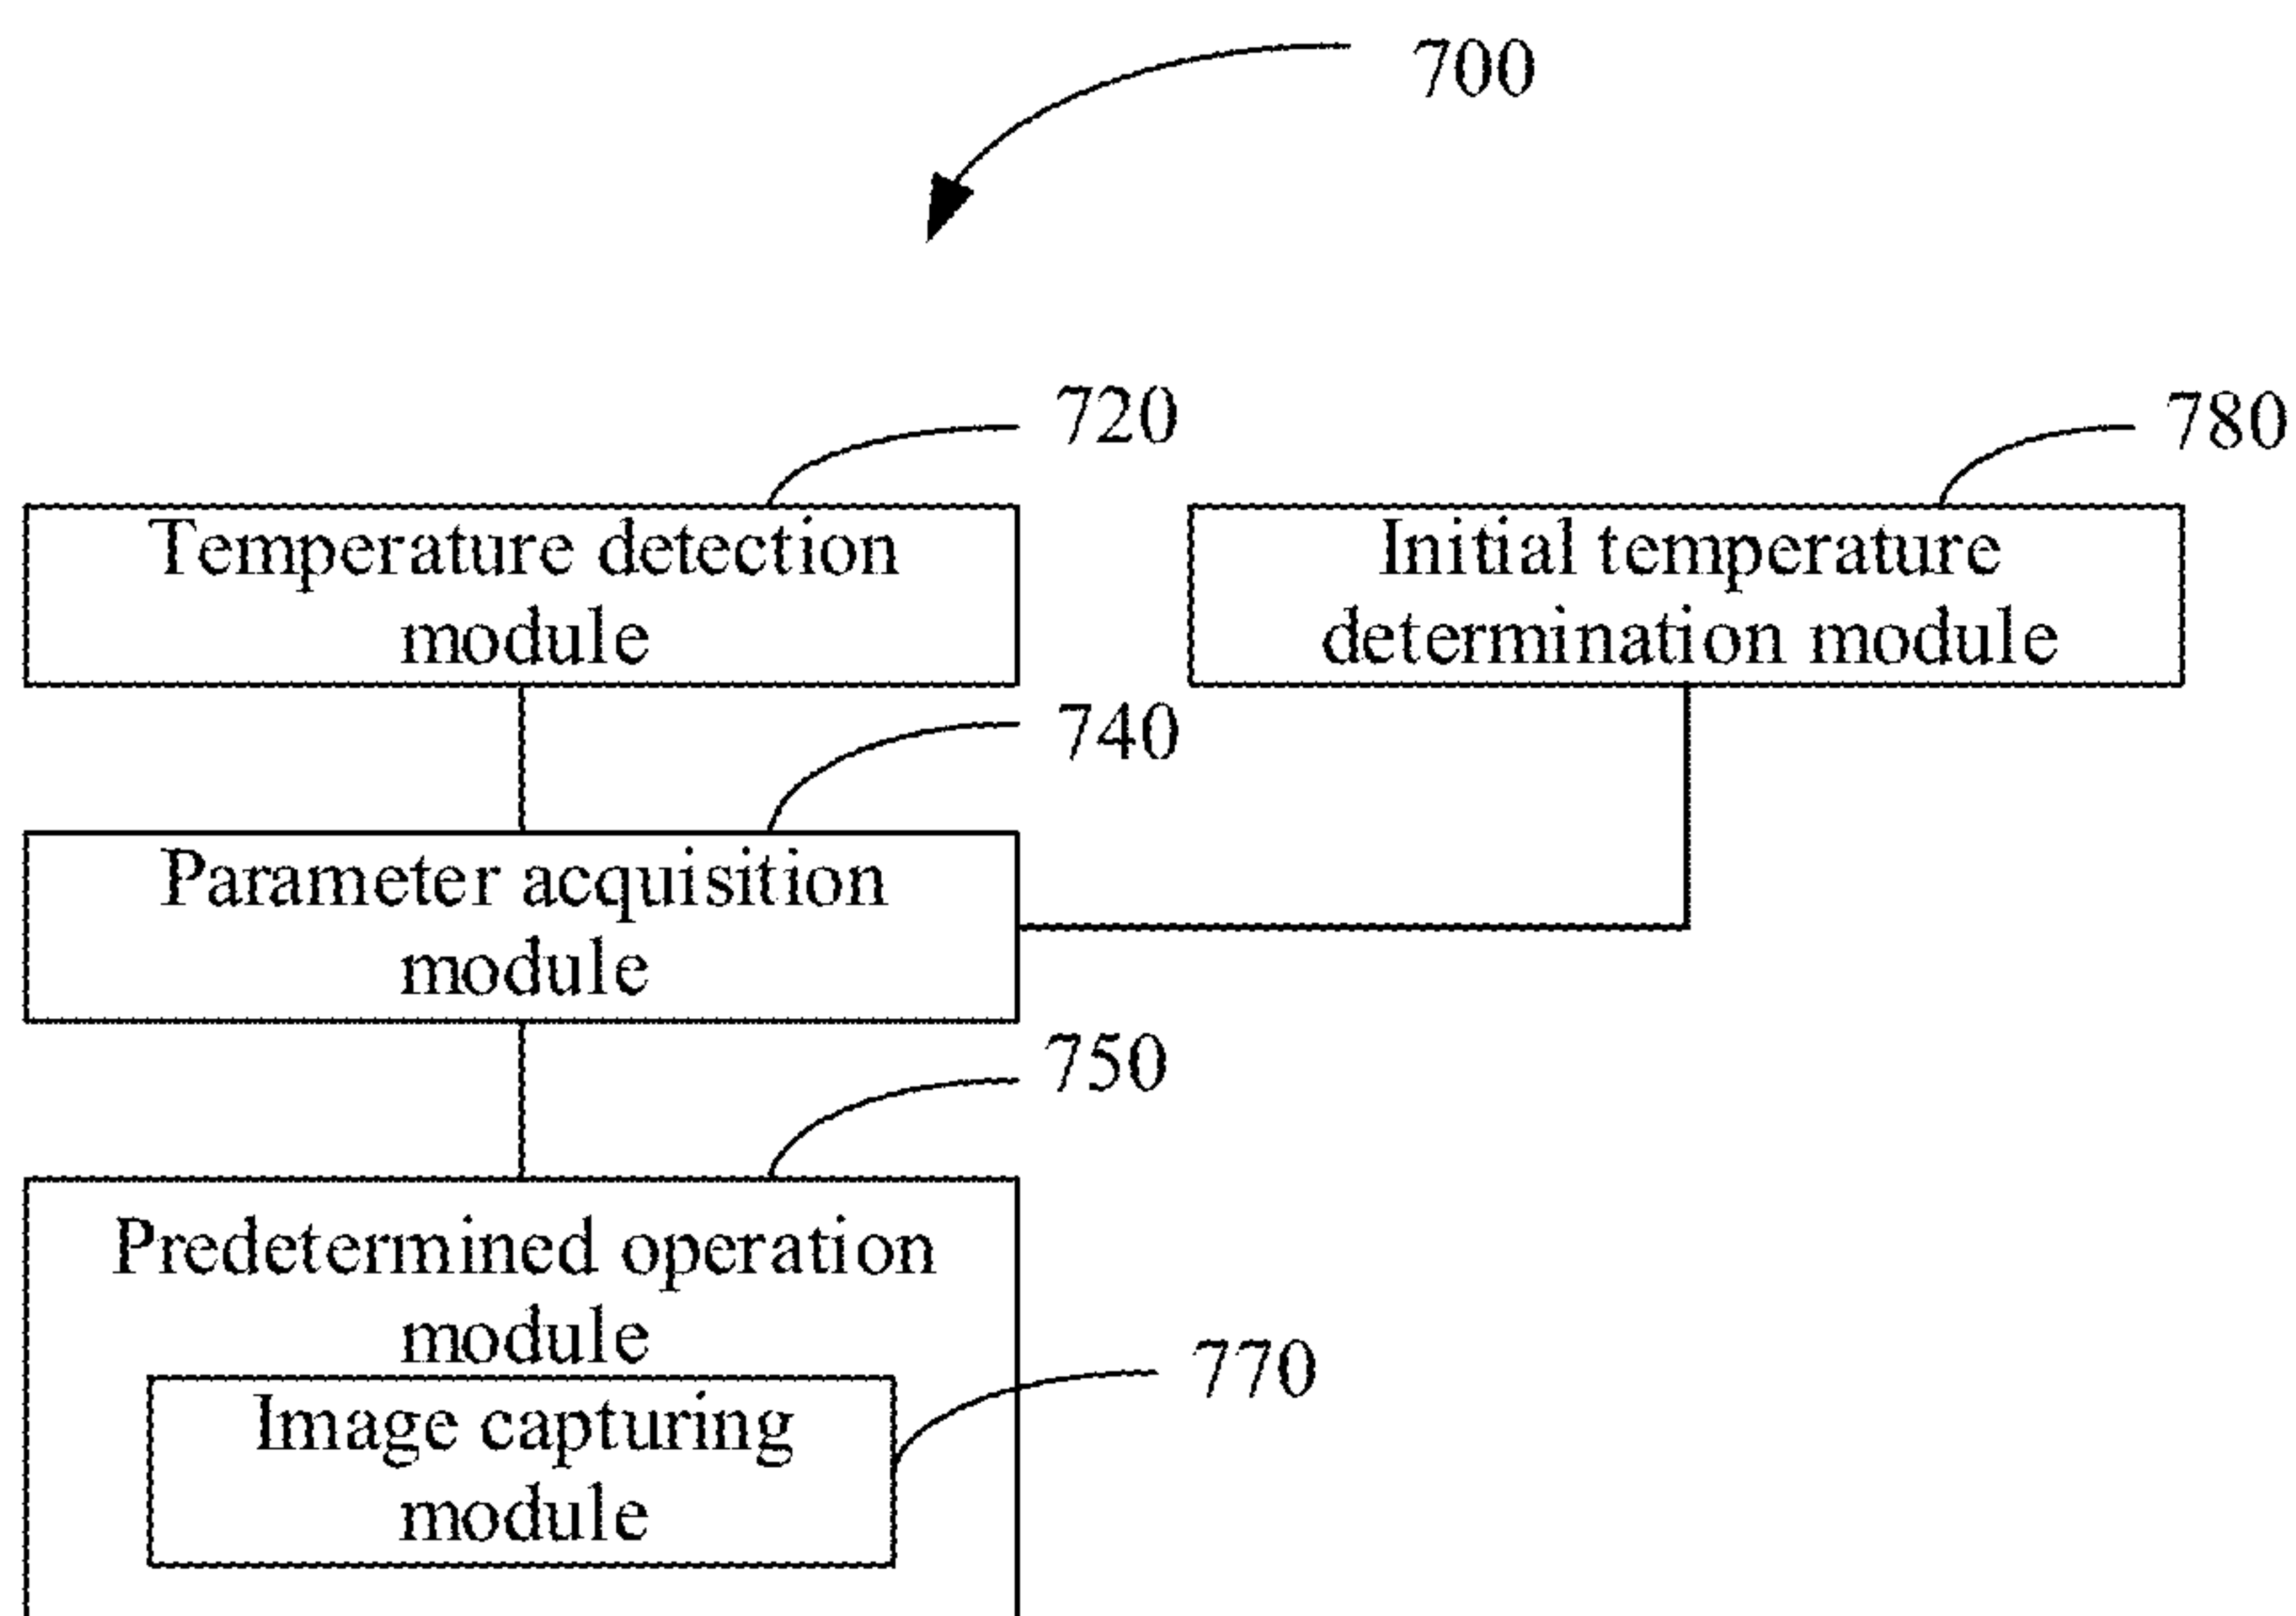 700
720
780
Temperature detection
module
Initial temperature
determination module
740
Parameter acquisition
module
750
Predetermined operation
module
770
Image capturing
module